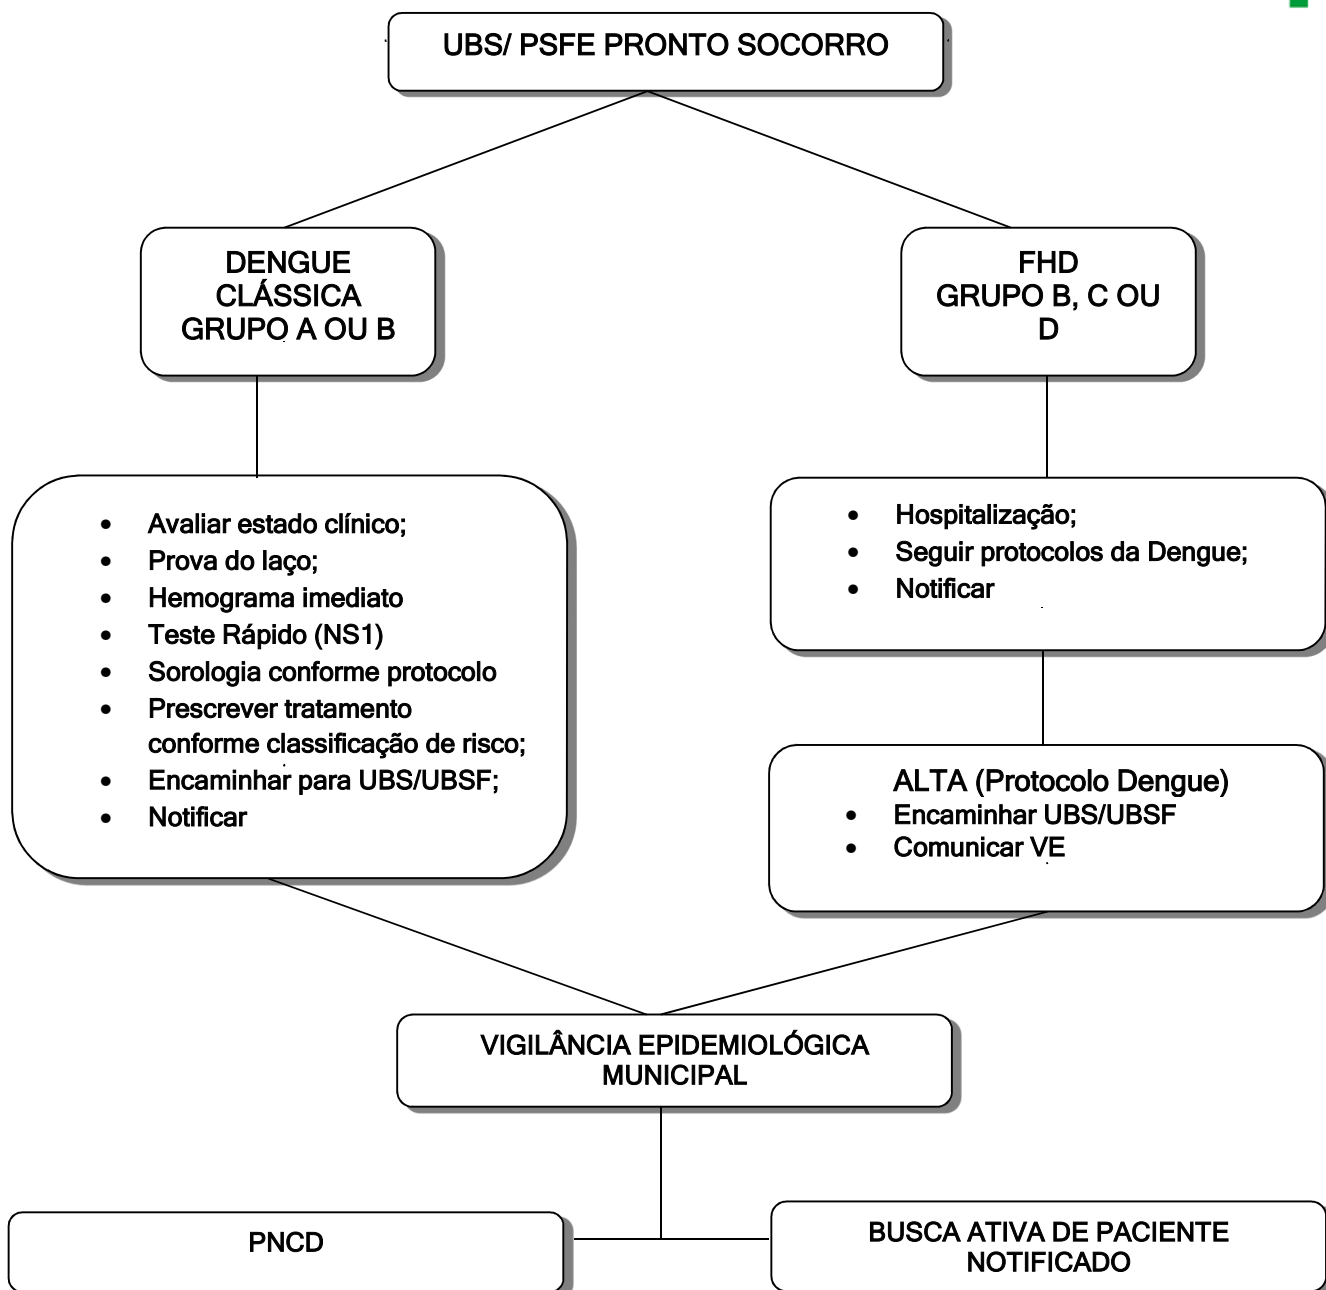 UBS/ PSFE PRONTO SOCORRO
DENGUE
CLÁSSICA
GRUPO A OU B
FHD
GRUPO B, C OU
D
• Avaliar estado clínico;
• Prova do laço;
• Hemograma imediato
• Teste Rápido (NS1)
• Sorologia conforme protocolo
• Prescrever tratamento
conforme classificação de risco;
• Encaminhar para UBS/UBSF;
• Notificar
• Hospitalização;
• Seguir protocolos da Dengue;
• Notificar
ALTA (Protocolo Dengue)
• Encaminhar UBS/UBSF
• Comunicar VE
VIGILÂNCIA EPIDEMIOLÓGICA
MUNICIPAL
PNCD
BUSCA ATIVA DE PACIENTE
NOTIFICADO